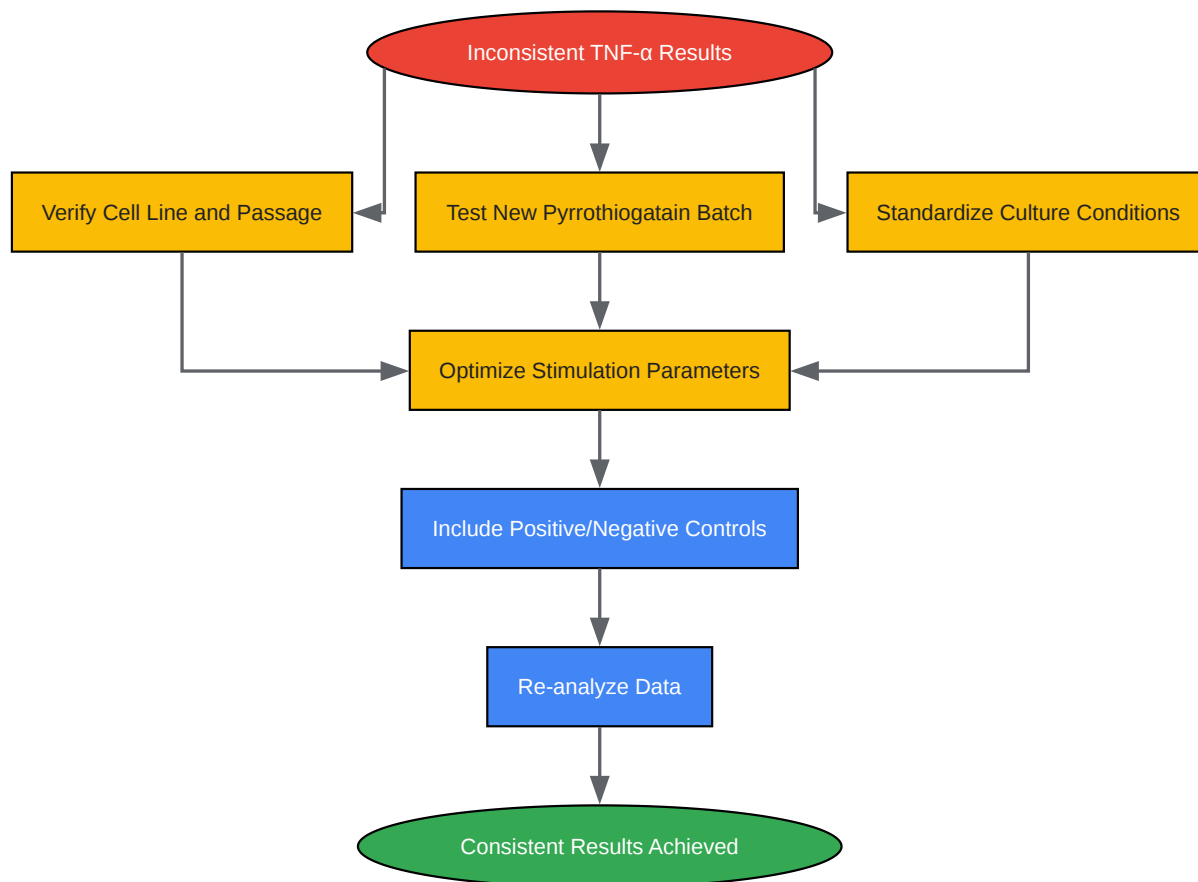 Inconsistent TNF-α Results
Verify Cell Line and Passage
Test New Pyrrothiogatain Batch
Standardize Culture Conditions
Optimize Stimulation Parameters
Include Positive/Negative Controls
Re-analyze Data
Consistent Results Achieved